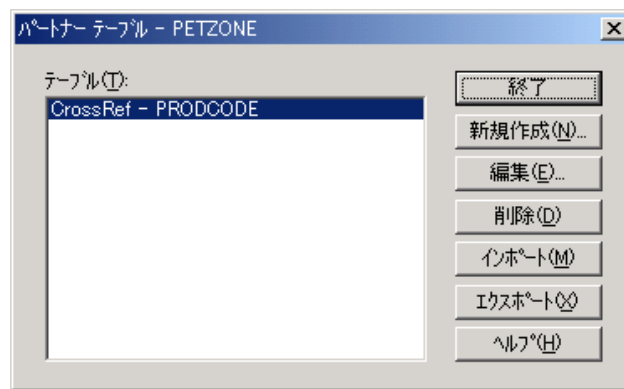 パートナー テーブル - PETZONE
テーブル(T):
CrossRef - PRODCODE
終了
新規作成(N)...
編集(E)...
削除(D)
インポート(M)
エクスポート(X)
ヘルプ(H)